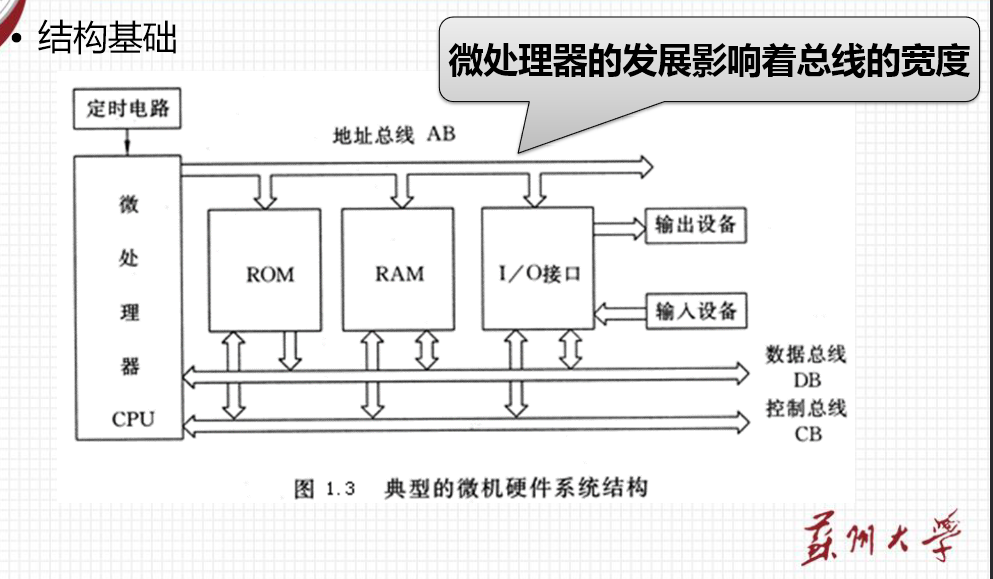 • 结构基础
微处理器的发展影响着总线的宽度
定时电路
地址总线 AB
微
处
理
器
CPU
ROM
RAM
I/O接口
输出设备
输入设备
数据总线
DB
控制总线
CB
图 1.3 典型的微机硬件系统结构
蘇州大学